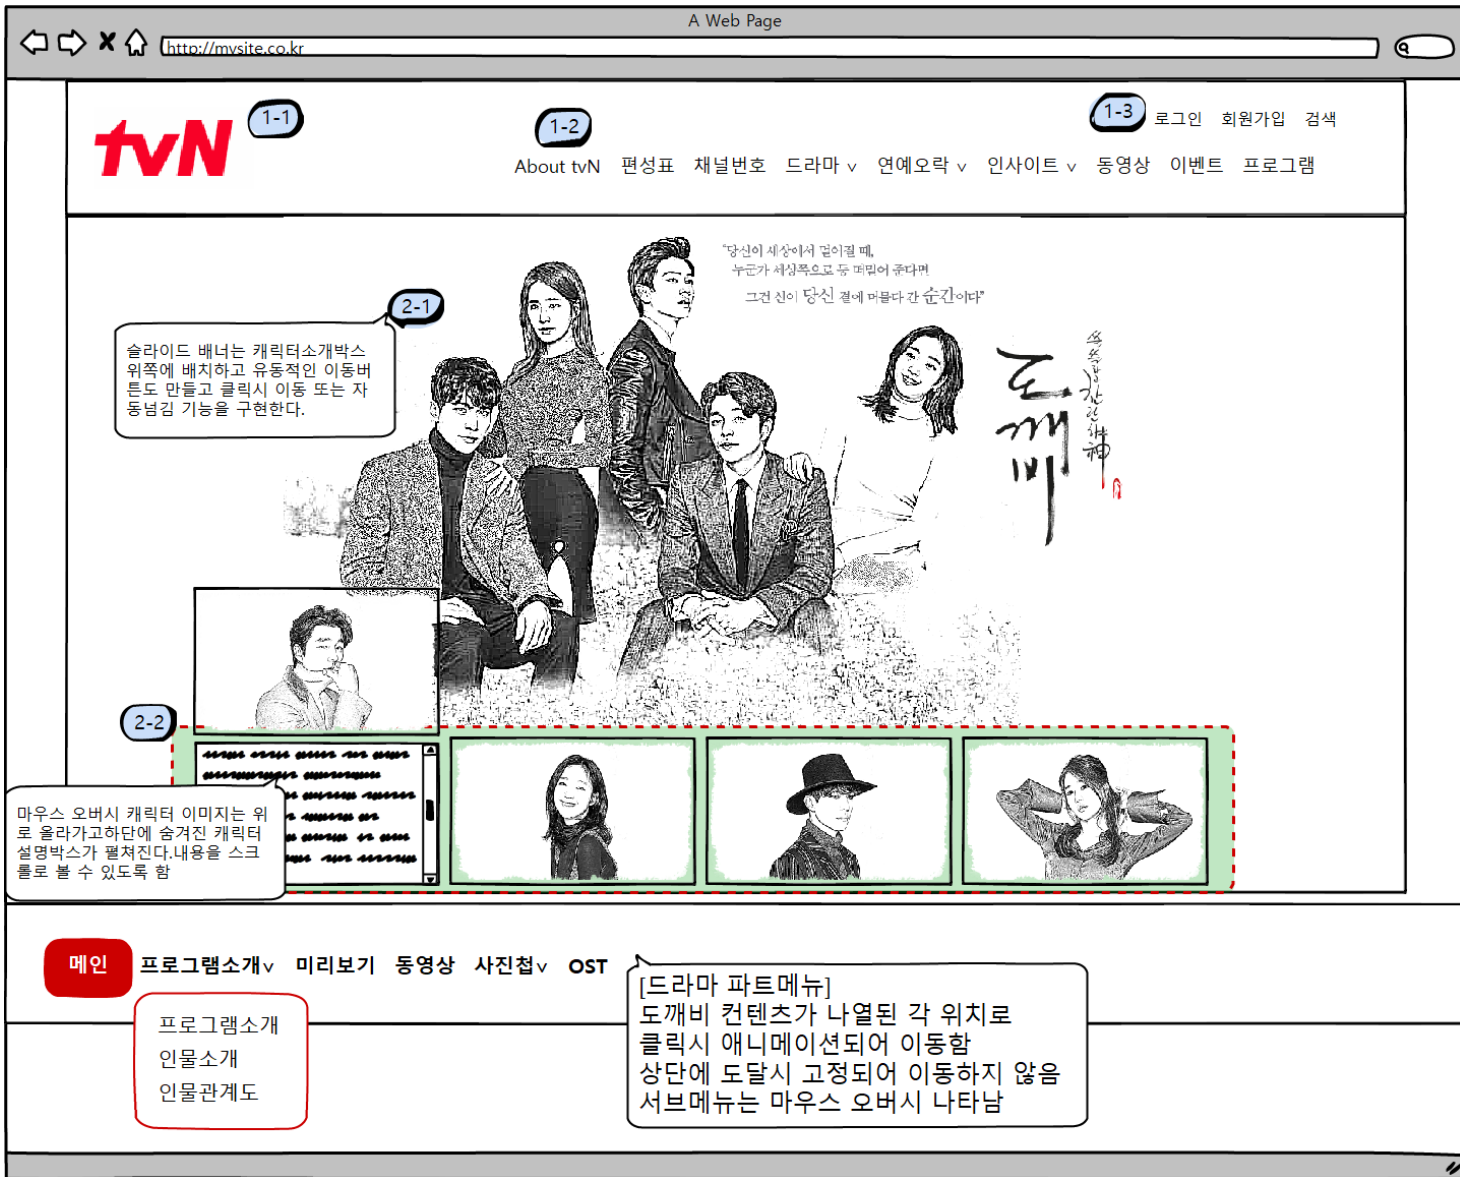 A Web Page
http://mysite.co.kr
tvN
1-1
1-2
1-3
로그인 회원가입 검색
About tvN 편성표 채널번호 드라마 ∨ 연예오락 ∨ 인사이트 ∨ 동영상 이벤트 프로그램
"당신이 세상에서 멀어질 때,
누군가 세상쪽으로 등 떠밀어 준다면
그건 신이 당신 곁에 머물다 간 순간이다"
쓸쓸하고 찬란하神
도깨비
2-1
슬라이드 배너는 캐릭터소개박스
위쪽에 배치하고 유동적인 이동버
튼도 만들고 클릭시 이동 또는 자
동넘김 기능을 구현한다.
2-2
마우스 오버시 캐릭터 이미지는 위
로 올라가고하단에 숨겨진 캐릭터
설명박스가 펼쳐진다.내용을 스크
롤로 볼 수 있도록 함
메인 프로그램소개∨ 미리보기 동영상 사진첩∨ OST
프로그램소개
인물소개
인물관계도
[드라마 파트메뉴]
도깨비 컨텐츠가 나열된 각 위치로
클릭시 애니메이션되어 이동함
상단에 도달시 고정되어 이동하지 않음
서브메뉴는 마우스 오버시 나타남